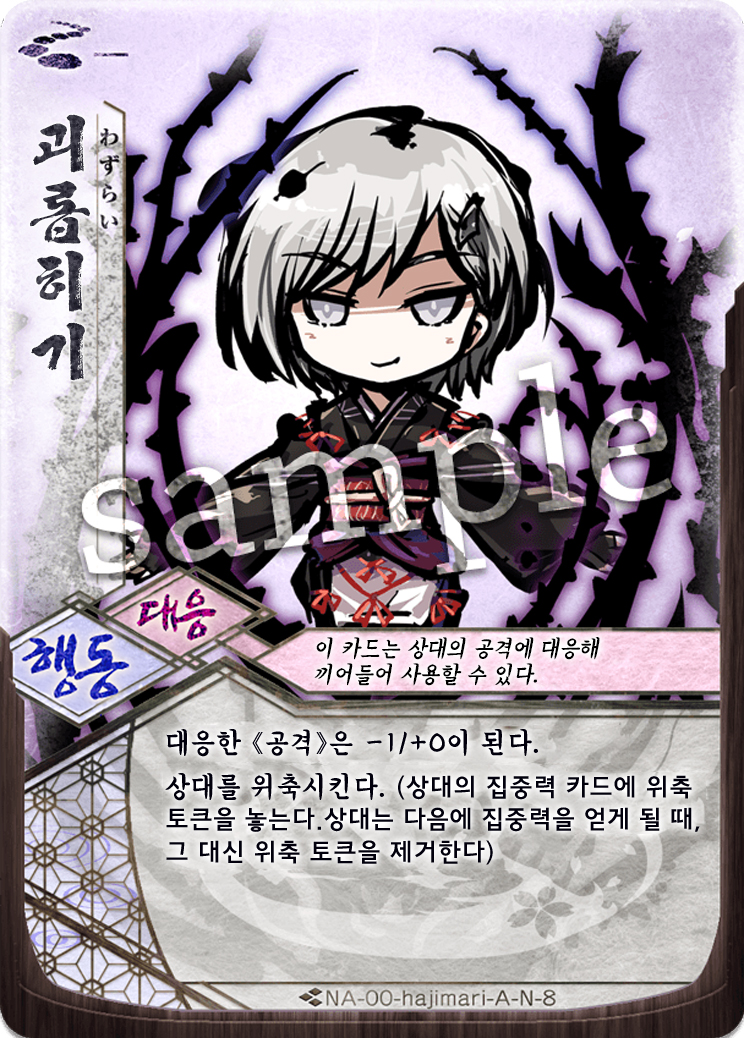 괴롭히기
わずらい
sample
대응
행동
이 카드는 상대의 공격에 대응해
끼어들어 사용할 수 있다.
대응한 《공격》은 -1/+0이 된다.
상대를 위축시킨다. (상대의 집중력 카드에 위축
토큰을 놓는다.상대는 다음에 집중력을 얻게 될 때,
그 대신 위축 토큰을 제거한다)
NA-00-hajimari-A-N-8